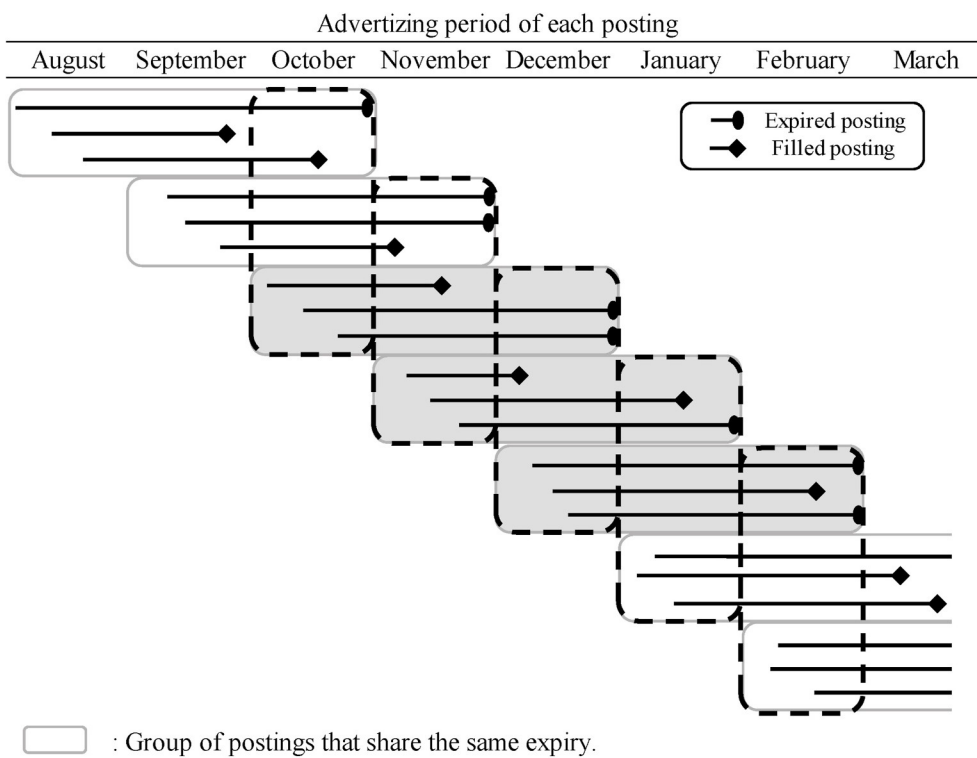 Advertizing period of each posting
August September October November December January February March
Expired posting
Filled posting
: Group of postings that share the same expiry.